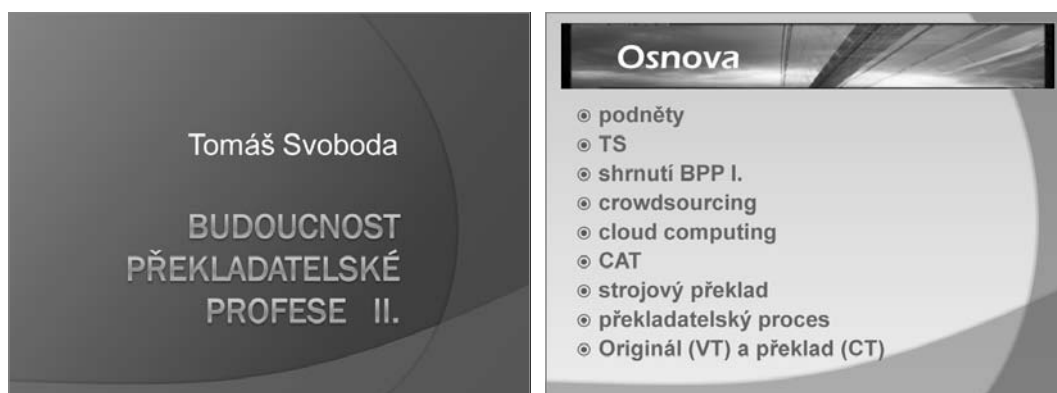 Tomáš Svoboda
BUDOUCNOST
PŘEKLADATELSKÉ
PROFESE II.
Osnova
podněty
TS
shrnutí BPP I.
crowdsourcing
cloud computing
CAT
strojový překlad
překladatelský proces
Originál (VT) a překlad (CT)